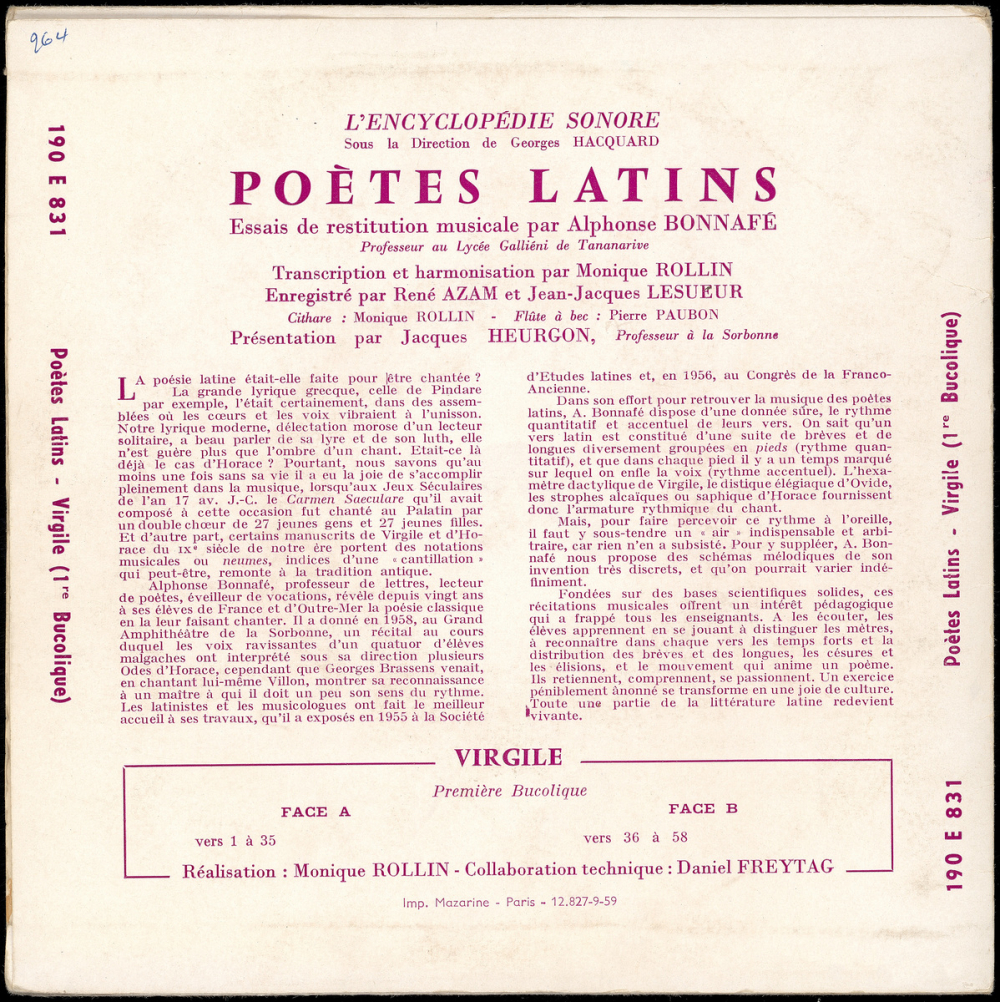 964
L'ENCYCLOPÉDIE SONORE
Sous la Direction de Georges HACQUARD
POÈTES LATINS
Essais de restitution musicale par Alphonse BONNAFÉ
Professeur au Lycée Galliéni de Tananarive
Transcription et harmonisation par Monique ROLLIN
Enregistré par René AZAM et Jean-Jacques LESUEUR
Cithare : Monique ROLLIN - Flûte à bec : Pierre PAUBON
Présentation par Jacques HEURGON, Professeur à la Sorbonne
LA poésie latine était-elle faite pour être chantée ?
La grande lyrique grecque, celle de Pindare
par exemple, l'était certainement, dans des assem-
blées où les cœurs et les voix vibraient à l'unisson.
Notre lyrique moderne, délectation morose d'un lecteur
solitaire, a beau parler de sa lyre et de son luth, elle
n'est guère plus que l'ombre d'un chant. Etait-ce là
déjà le cas d'Horace ? Pourtant, nous savons qu'au
moins une fois sans sa vie il a eu la joie de s'accomplir
pleinement dans la musique, lorsqu'aux Jeux Séculaires
de l'an 17 av. J.-C. le Carmen Saeculare qu'il avait
composé à cette occasion fut chanté au Palatin par
un double chœur de 27 jeunes gens et 27 jeunes filles.
Et d'autre part, certains manuscrits de Virgile et d'Ho-
race du IXe siècle de notre ère portent des notations
musicales ou neumes, indices d'une « cantillation »
qui peut-être, remonte à la tradition antique.
Alphonse Bonnafé, professeur de lettres, lecteur
de poètes, éveilleur de vocations, révèle depuis vingt ans
à ses élèves de France et d'Outre-Mer la poésie classique
en la leur faisant chanter. Il a donné en 1958, au Grand
Amphithéâtre de la Sorbonne, un récital au cours
duquel les voix ravissantes d'un quatuor d'élèves
malgaches ont interprété sous sa direction plusieurs
Odes d'Horace, cependant que Georges Brassens venait,
en chantant lui-même Villon, montrer sa reconnaissance
à un maître à qui il doit un peu son sens du rythme.
Les latinistes et les musicologues ont fait le meilleur
accueil à ses travaux, qu'il a exposés en 1955 à la Société
d'Etudes latines et, en 1956, au Congrès de la Franco-
Ancienne.
Dans son effort pour retrouver la musique des poètes
latins, A. Bonnafé dispose d'une donnée sûre, le rythme
quantitatif et accentuel de leurs vers. On sait qu'un
vers latin est constitué d'une suite de brèves et de
longues diversement groupées en pieds (rythme quan-
titatif), et que dans chaque pied il y a un temps marqué
sur lequel on enfle la voix (rythme accentuel). L'hexa-
mètre dactylique de Virgile, le distique élégiaque d'Ovide,
les strophes alcaïques ou saphique d'Horace fournissent
donc l'armature rythmique du chant.
Mais, pour faire percevoir ce rythme à l'oreille,
il faut y sous-tendre un « air » indispensable et arbi-
traire, car rien n'en a subsisté. Pour y suppléer, A. Bon-
nafé nous propose des schémas mélodiques de son
invention très discrets, et qu'on pourrait varier indé-
finiment.
Fondées sur des bases scientifiques solides, ces
récitations musicales offrent un intérêt pédagogique
qui a frappé tous les enseignants. A les écouter, les
élèves apprennent en se jouant à distinguer les mètres,
à reconnaître dans chaque vers les temps forts et la
distribution des brèves et des longues, les césures et
les élisions, et le mouvement qui anime un poème.
Ils retiennent, comprennent, se passionnent. Un exercice
péniblement ânonné se transforme en une joie de culture.
Toute une partie de la littérature latine redevient
vivante.
VIRGILE
Première Bucolique
FACE A
vers 1 à 35
FACE B
vers 36 à 58
Réalisation : Monique ROLLIN - Collaboration technique : Daniel FREYTAG
Imp. Mazarine - Paris - 12.827-9-59
190 E 831
Poètes Latins - Virgile (1re Bucolique)
190 E 831
Poètes Latins - Virgile (1re Bucolique)